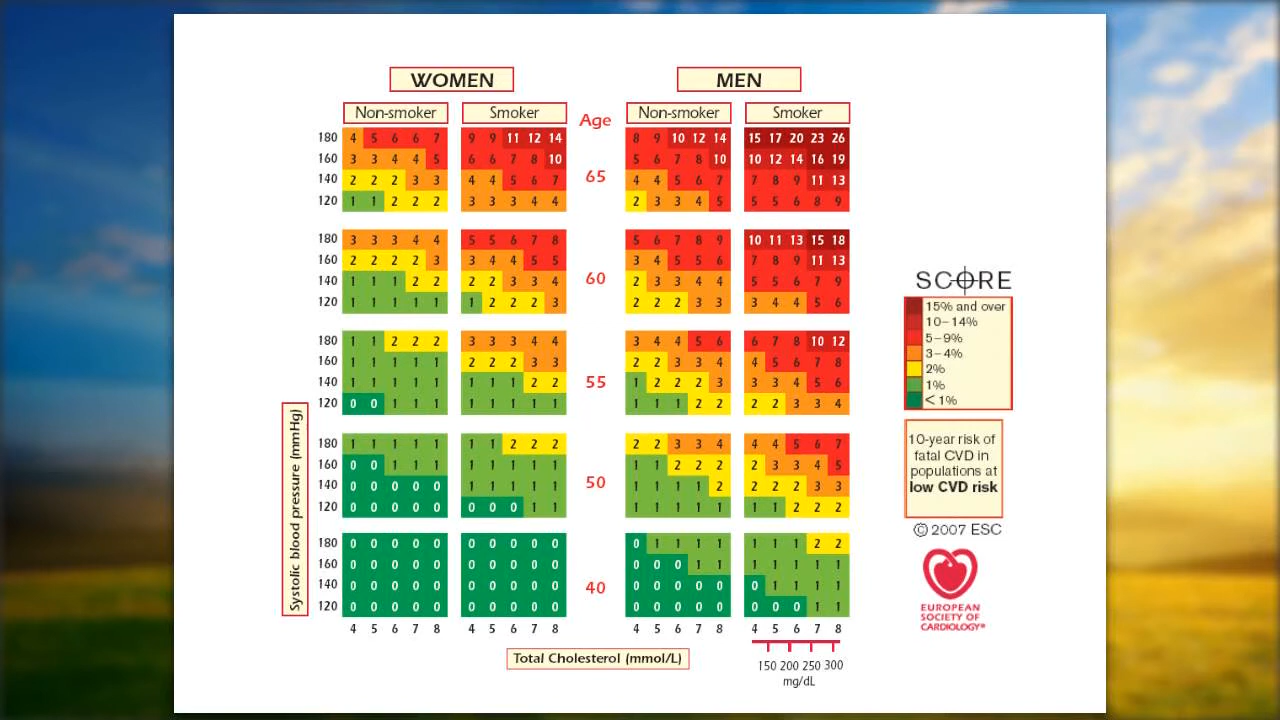 WOMEN MEN
Non-smoker Smoker Age Non-smoker Smoker
180 4 5 6 6 7 9 9 11 12 14 8 9 10 12 14 15 17 20 23 26
160 3 3 4 4 5 6 6 7 8 10 5 6 7 8 10 10 12 14 16 19
65
140 2 2 2 3 3 4 4 5 6 7 4 4 5 6 7 7 8 9 11 13
120 1 1 2 2 2 3 3 3 4 4 2 3 3 4 5 5 5 6 8 9
180 3 3 3 4 4 5 5 6 7 8 5 6 7 8 9 10 11 13 15 18
160 2 2 2 2 3 3 4 4 5 5 3 4 5 5 6 7 8 9 11 13
60
140 1 1 1 2 2 2 2 3 3 4 2 3 3 4 4 5 5 6 7 9
120 1 1 1 1 1 1 2 2 2 3 2 2 2 3 3 3 4 4 5 6
180 1 1 2 2 2 3 3 3 4 4 3 4 4 5 6 6 7 8 10 12
160 1 1 1 1 1 2 2 2 3 3 2 2 3 3 4 4 5 6 7 8
55
140 1 1 1 1 1 1 1 1 2 2 1 2 2 2 3 3 3 4 5 6
120 0 0 1 1 1 1 1 1 1 1 1 1 1 2 2 2 2 3 3 4
180 1 1 1 1 1 1 1 2 2 2 2 2 3 3 4 4 4 5 6 7
160 0 0 1 1 1 1 1 1 1 1 1 1 2 2 2 2 3 3 4 5
50
140 0 0 0 0 0 1 1 1 1 1 1 1 1 1 2 2 2 2 3 3
120 0 0 0 0 0 0 0 0 1 1 1 1 1 1 1 1 1 2 2 2
180 0 0 0 0 0 0 0 0 0 0 0 1 1 1 1 1 1 1 2 2
160 0 0 0 0 0 0 0 0 0 0 0 0 0 1 1 1 1 1 1 1
40
140 0 0 0 0 0 0 0 0 0 0 0 0 0 0 0 0 1 1 1 1
120 0 0 0 0 0 0 0 0 0 0 0 0 0 0 0 0 0 0 1 1
4 5 6 7 8 4 5 6 7 8 4 5 6 7 8 4 5 6 7 8
Systolic blood pressure (mmHg)
Total Cholesterol (mmol/L)
150 200 250 300
mg/dL
SCORE
15% and over
10–14%
5–9%
3–4%
2%
1%
< 1%
10-year risk of
fatal CVD in
populations at
low CVD risk
© 2007 ESC
EUROPEAN
SOCIETY OF
CARDIOLOGY®